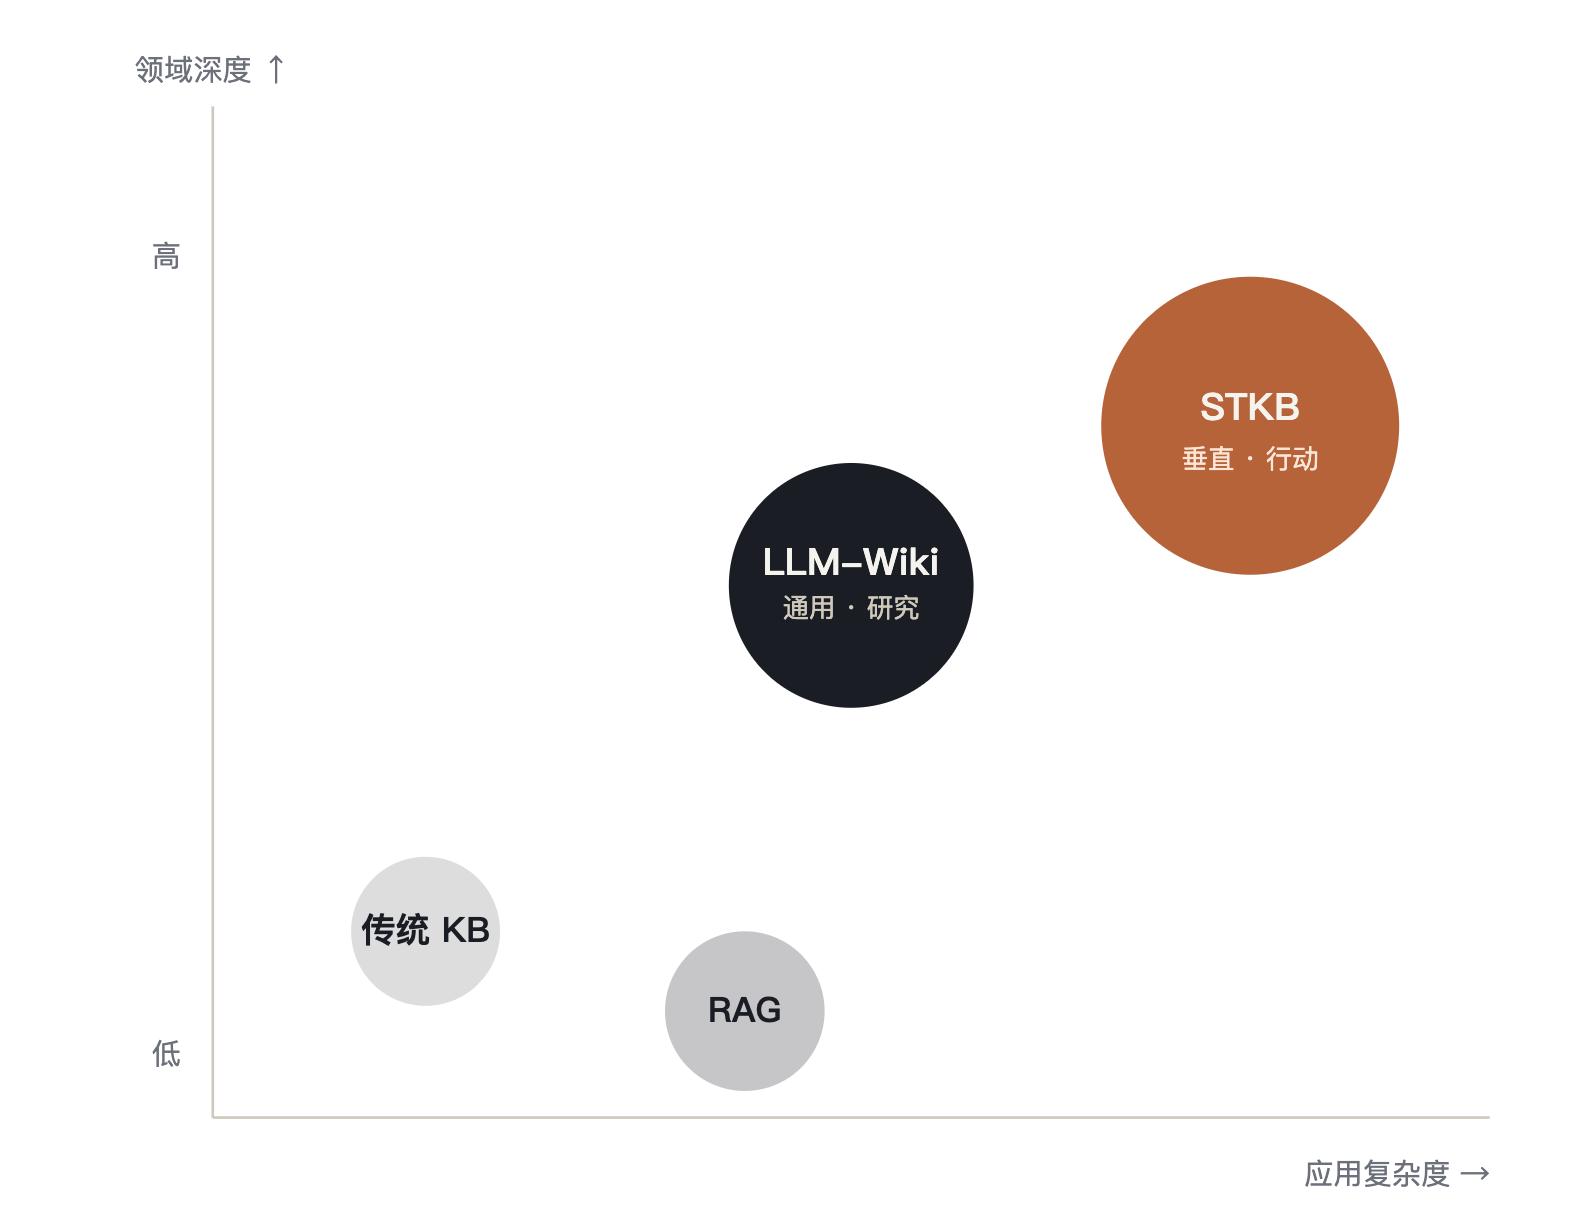 领域深度 ↑
高
STKB
垂直 · 行动
LLM–Wiki
通用 · 研究
传统 KB
RAG
低
应用复杂度 →